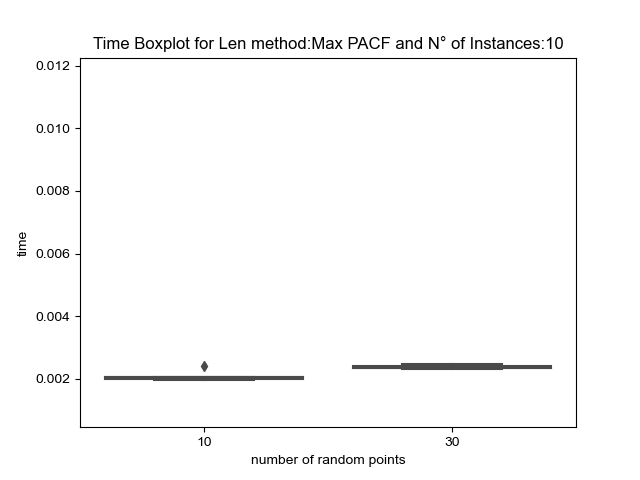 Time Boxplot for Len method:Max PACF and N° of Instances:10
0.012
0.010
0.008
0.006
0.004
0.002
time
10
30
number of random points